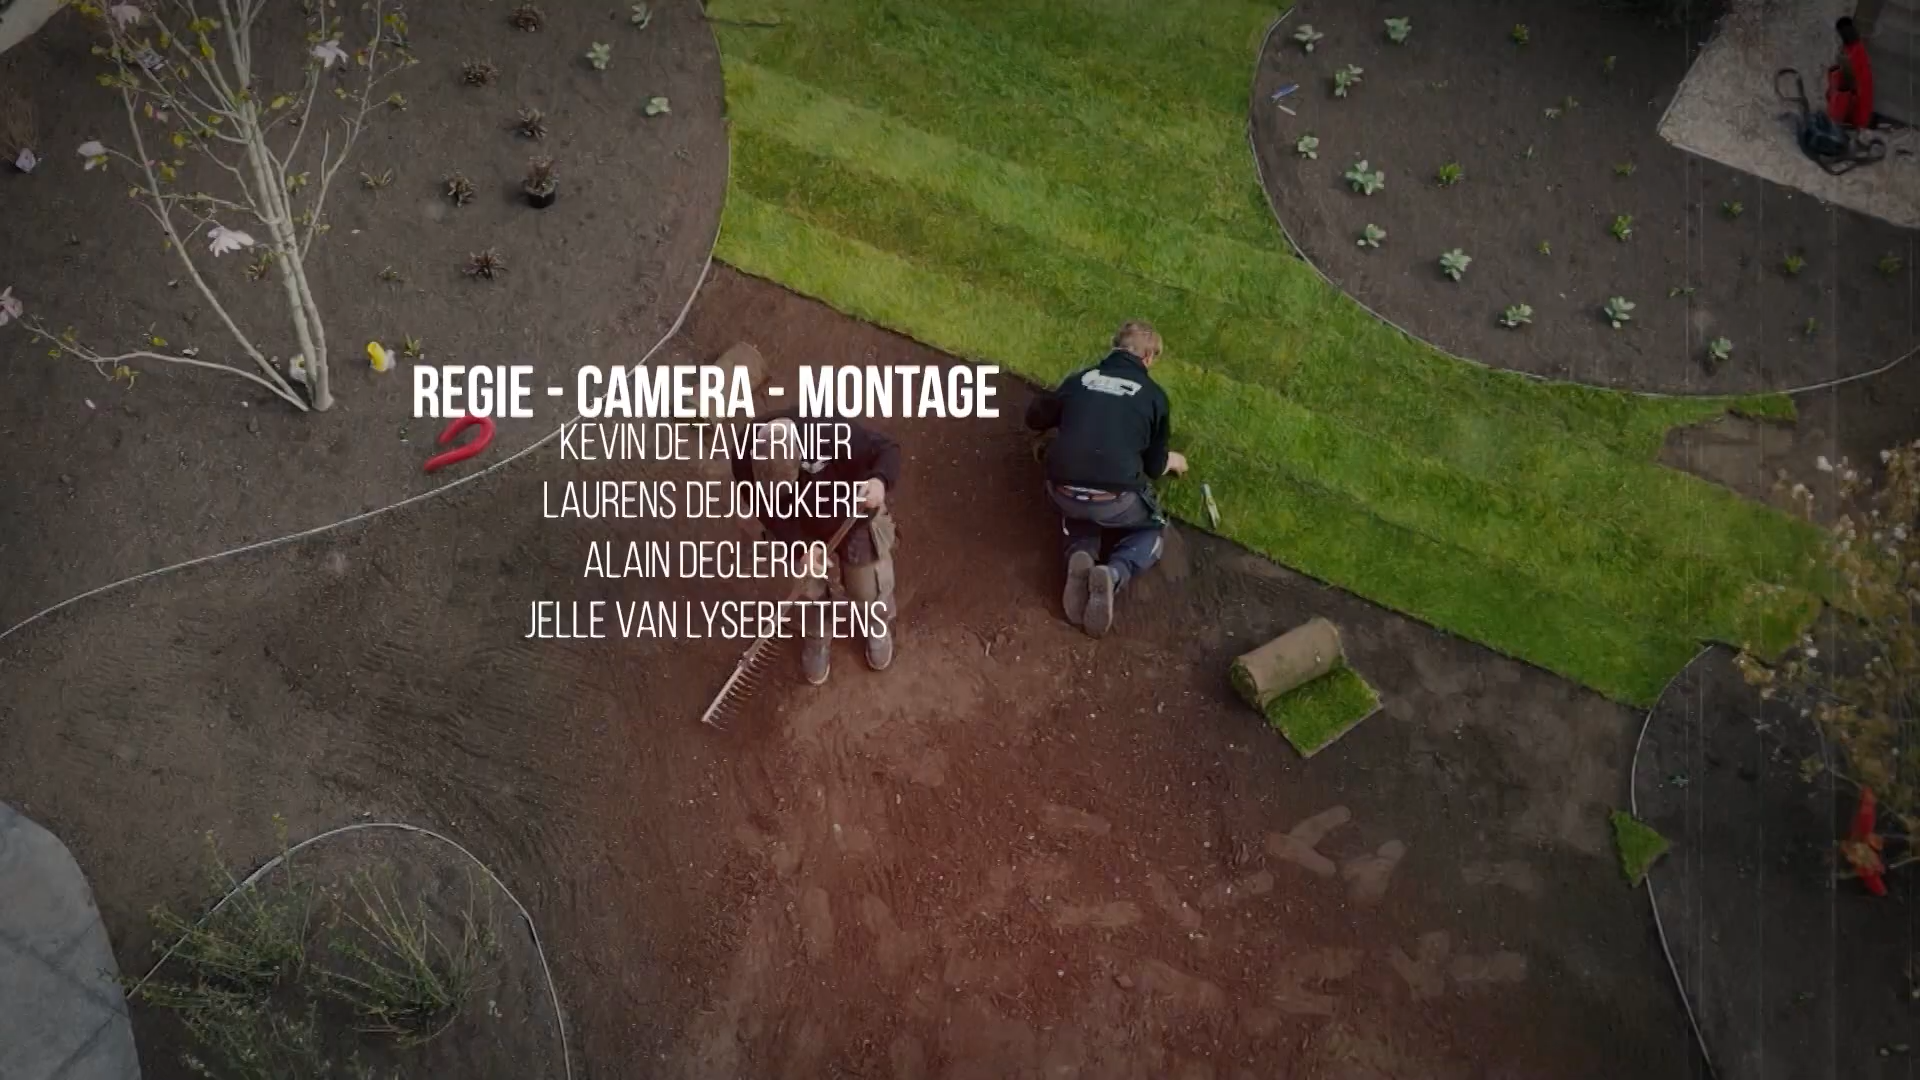 REGIE - CAMERA - MONTAGE
KEVIN DETAVERNIER
LAURENS DEJONCKERE
ALAIN DECLERCQ
JELLE VAN LYSEBETTENS